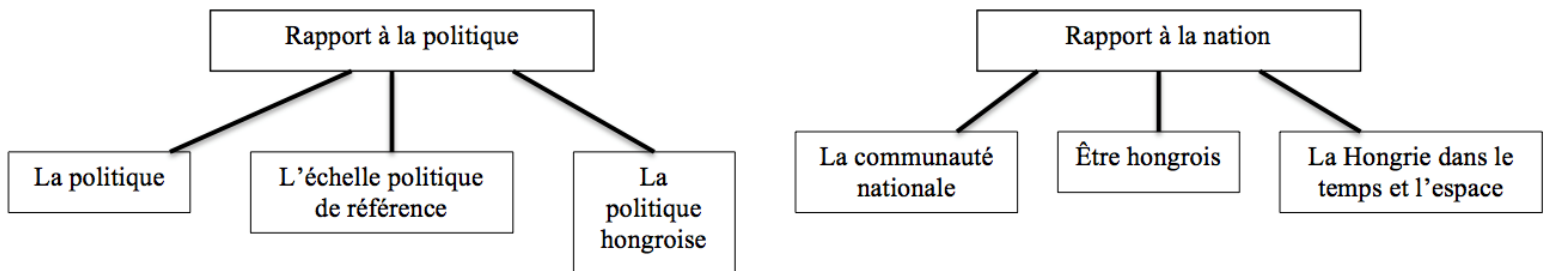 Rapport à la politique
La politique
L’échelle politique
de référence
La
politique
hongroise
Rapport à la nation
La communauté
nationale
Être hongrois
La Hongrie dans le
temps et l’espace